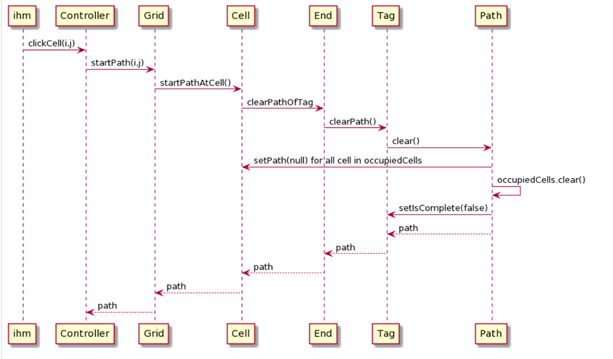 ihm Controller Grid Cell End Tag Path
clickCell(i,j)
startPath(i,j)
startPathAtCell()
clearPathOfTag
clearPath()
clear()
setPath(null) for all cell in occupiedCells
occupiedCells.clear()
setIsComplete(false)
path
path
path
path
path
ihm Controller Grid Cell End Tag Path